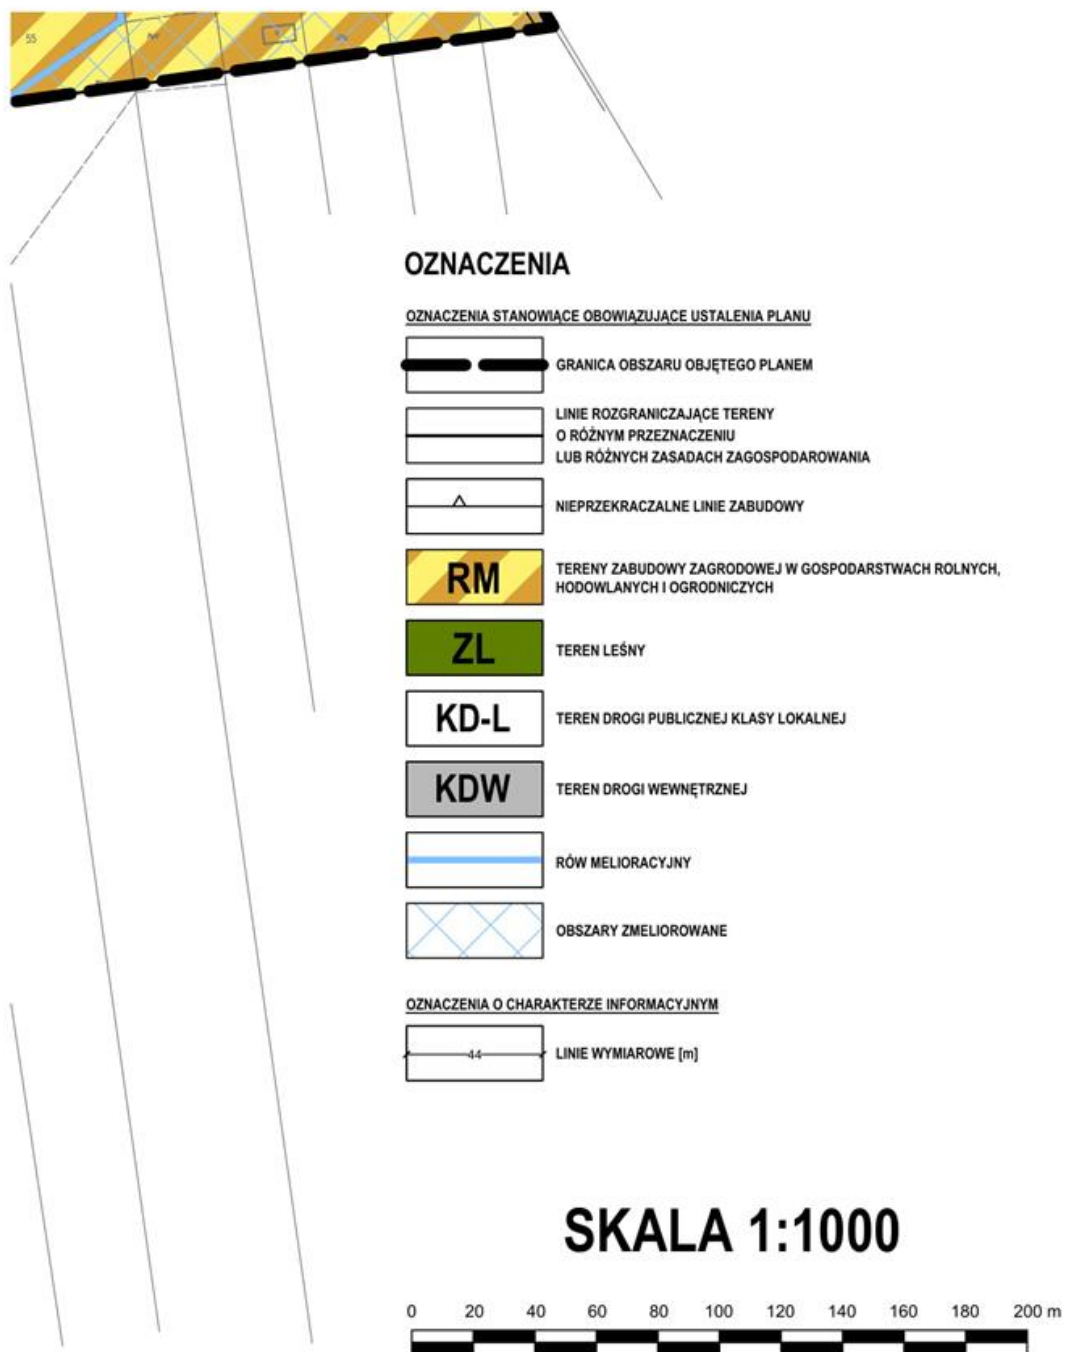 55
OZNACZENIA
OZNACZENIA STANOWIĄCE OBOWIĄZUJĄCE USTALENIA PLANU
GRANICA OBSZARU OBJĘTEGO PLANEM
LINIE ROZGRANICZAJĄCE TERENY
O RÓŻNYM PRZEZNACZENIU
LUB RÓŻNYCH ZASADACH ZAGOSPODAROWANIA
NIEPRZEKRACZALNE LINIE ZABUDOWY
RM
TERENY ZABUDOWY ZAGRODOWEJ W GOSPODARSTWACH ROLNYCH,
HODOWLANYCH I OGRODNICZYCH
ZL
TEREN LEŚNY
KD-L
TEREN DROGI PUBLICZNEJ KLASY LOKALNEJ
KDW
TEREN DROGI WEWNĘTRZNEJ
RÓW MELIORACYJNY
OBSZARY ZMELIOROWANE
OZNACZENIA O CHARAKTERZE INFORMACYJNYM
44
LINIE WYMIAROWE [m]
SKALA 1:1000
0 20 40 60 80 100 120 140 160 180 200 m